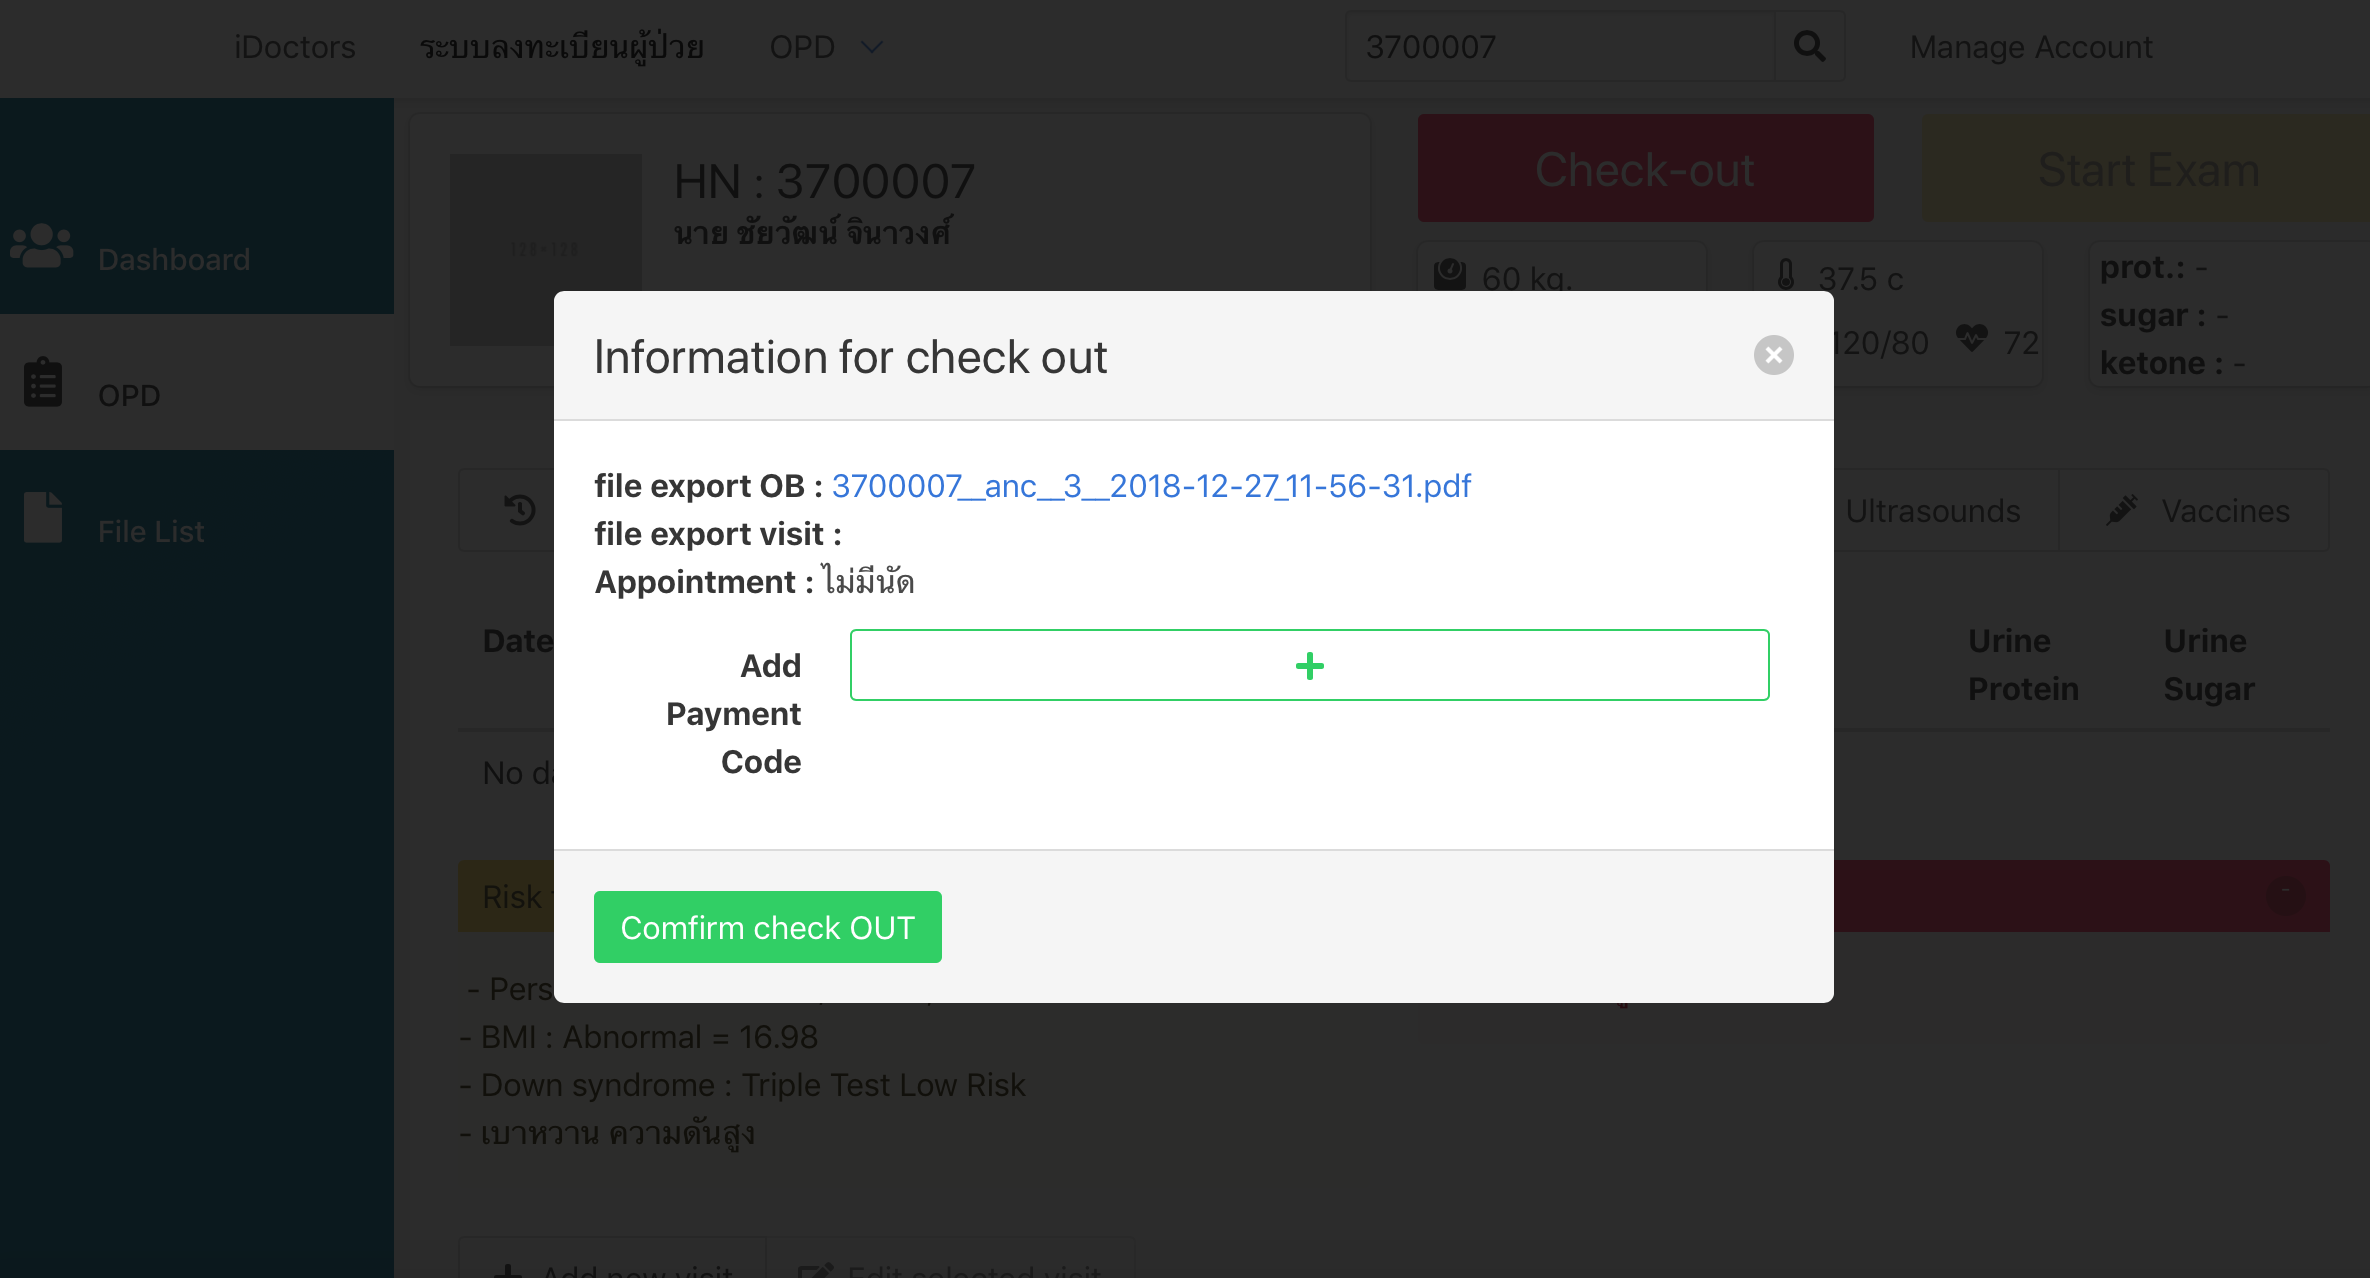 iDoctors ระบบลงทะเบียนผู้ป่วย OPD 3700007 Manage Account
HN : 3700007
นาย ชัยวัฒน์ จินาวงศ์
128×128
Check-out Start Exam
60 kg. 37.5 c
120/80 72
prot.: -
sugar : -
ketone : -
Dashboard
OPD
File List
Information for check out
file export OB : 3700007__anc__3__2018-12-27_11-56-31.pdf
file export visit :
Appointment : ไม่มีนัด
Add
Payment
Code
Comfirm check OUT
Ultrasounds Vaccines
Date
Urine
Protein
Urine
Sugar
No
Risk
- Pers
- BMI : Abnormal = 16.98
- Down syndrome : Triple Test Low Risk
- เบาหวาน ความดันสูง
Add new visit Edit selected visit